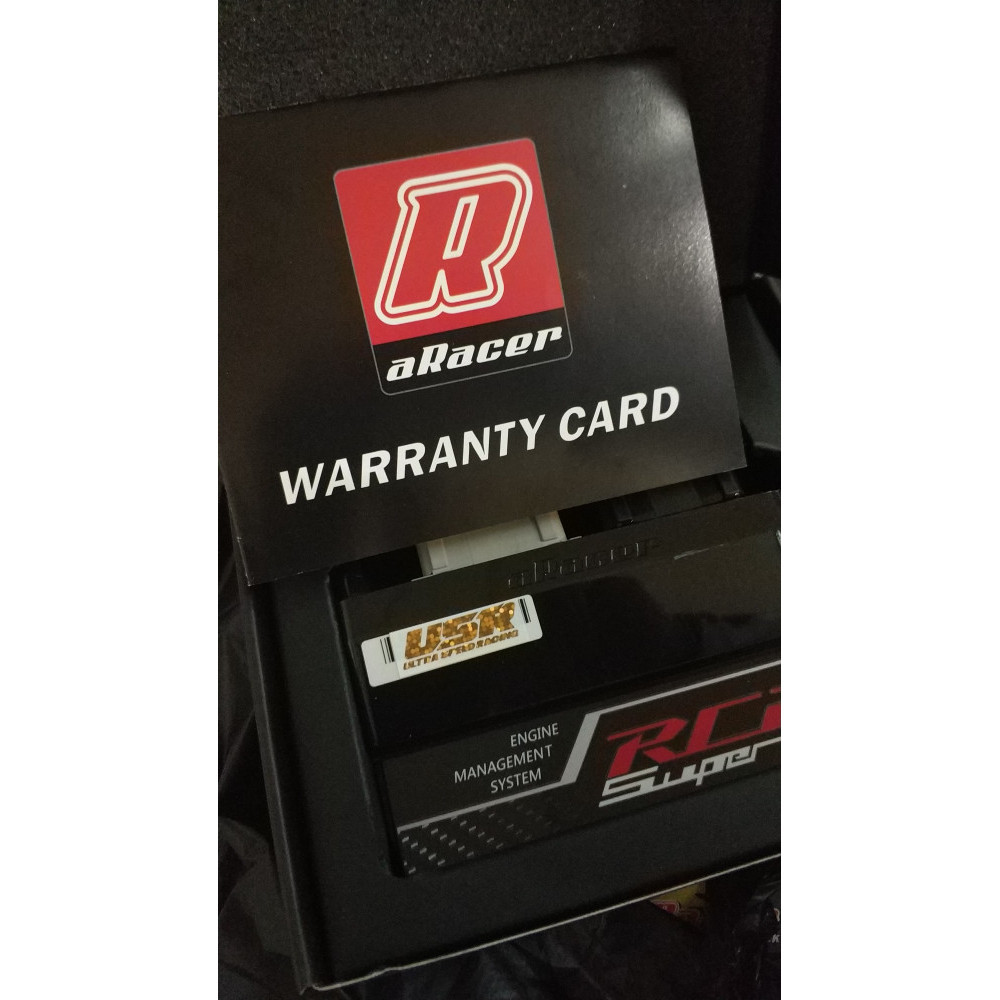 R
aRacer
WARRANTY CARD
aRacer
USR
ULTRA SPEED RACING
ENGINE
MANAGEMENT
SYSTEM
RC
Super